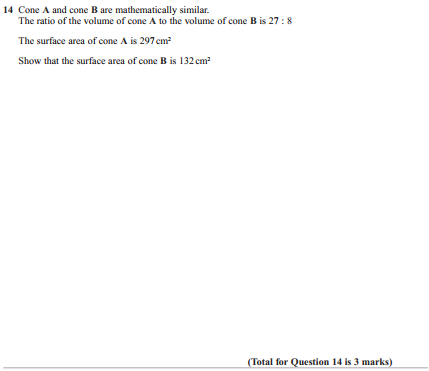 14 Cone A and cone B are mathematically similar.
The ratio of the volume of cone A to the volume of cone B is 27 : 8
The surface area of cone A is 297 cm²
Show that the surface area of cone B is 132 cm²
(Total for Question 14 is 3 marks)